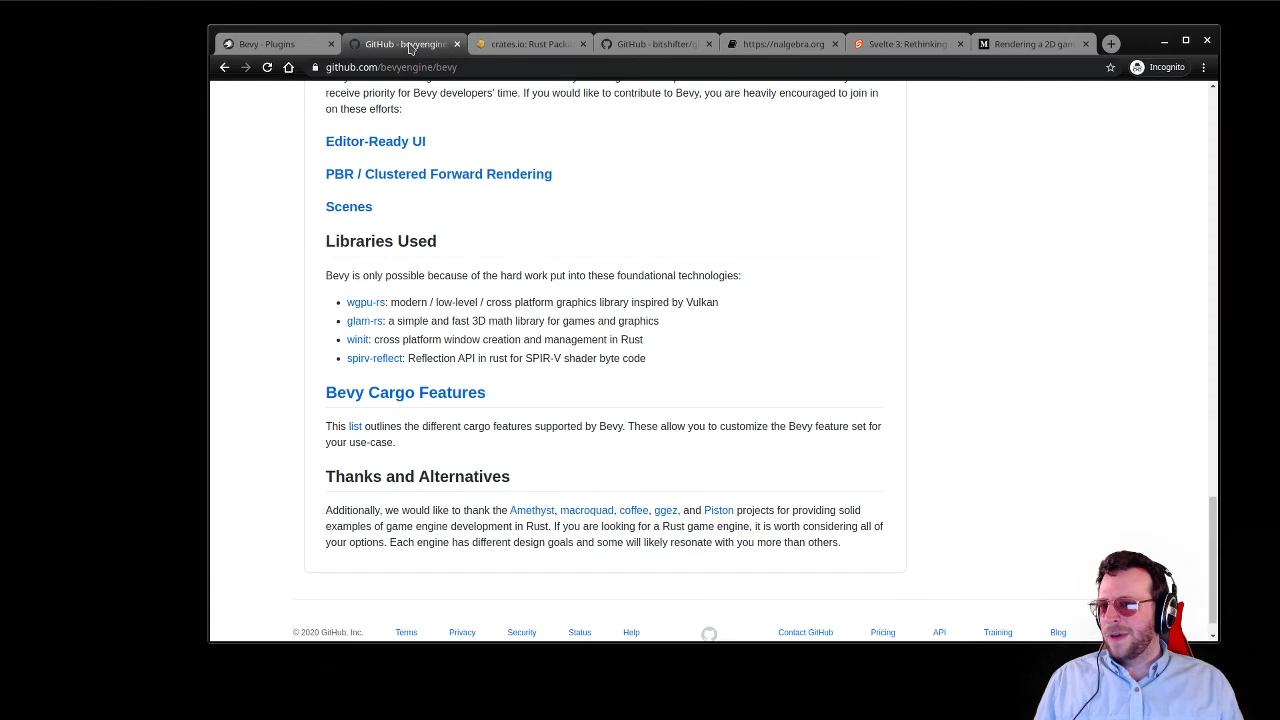 Bevy - Plugins
GitHub - bevyengine
crates.io: Rust Packa
GitHub - bitshifter/gl
https://nalgebra.org
Svelte 3: Rethinking
Rendering a 2D gam
github.com/bevyengine/bevy
Incognito
receive priority for Bevy developers' time. If you would like to contribute to Bevy, you are heavily encouraged to join in
on these efforts:
Editor-Ready UI
PBR / Clustered Forward Rendering
Scenes
Libraries Used
Bevy is only possible because of the hard work put into these foundational technologies:
wgpu-rs: modern / low-level / cross platform graphics library inspired by Vulkan
glam-rs: a simple and fast 3D math library for games and graphics
winit: cross platform window creation and management in Rust
spirv-reflect: Reflection API in rust for SPIR-V shader byte code
Bevy Cargo Features
This list outlines the different cargo features supported by Bevy. These allow you to customize the Bevy feature set for
your use-case.
Thanks and Alternatives
Additionally, we would like to thank the Amethyst, macroquad, coffee, ggez, and Piston projects for providing solid
examples of game engine development in Rust. If you are looking for a Rust game engine, it is worth considering all of
your options. Each engine has different design goals and some will likely resonate with you more than others.
© 2020 GitHub, Inc. Terms Privacy Security Status Help Contact GitHub Pricing API Training Blog